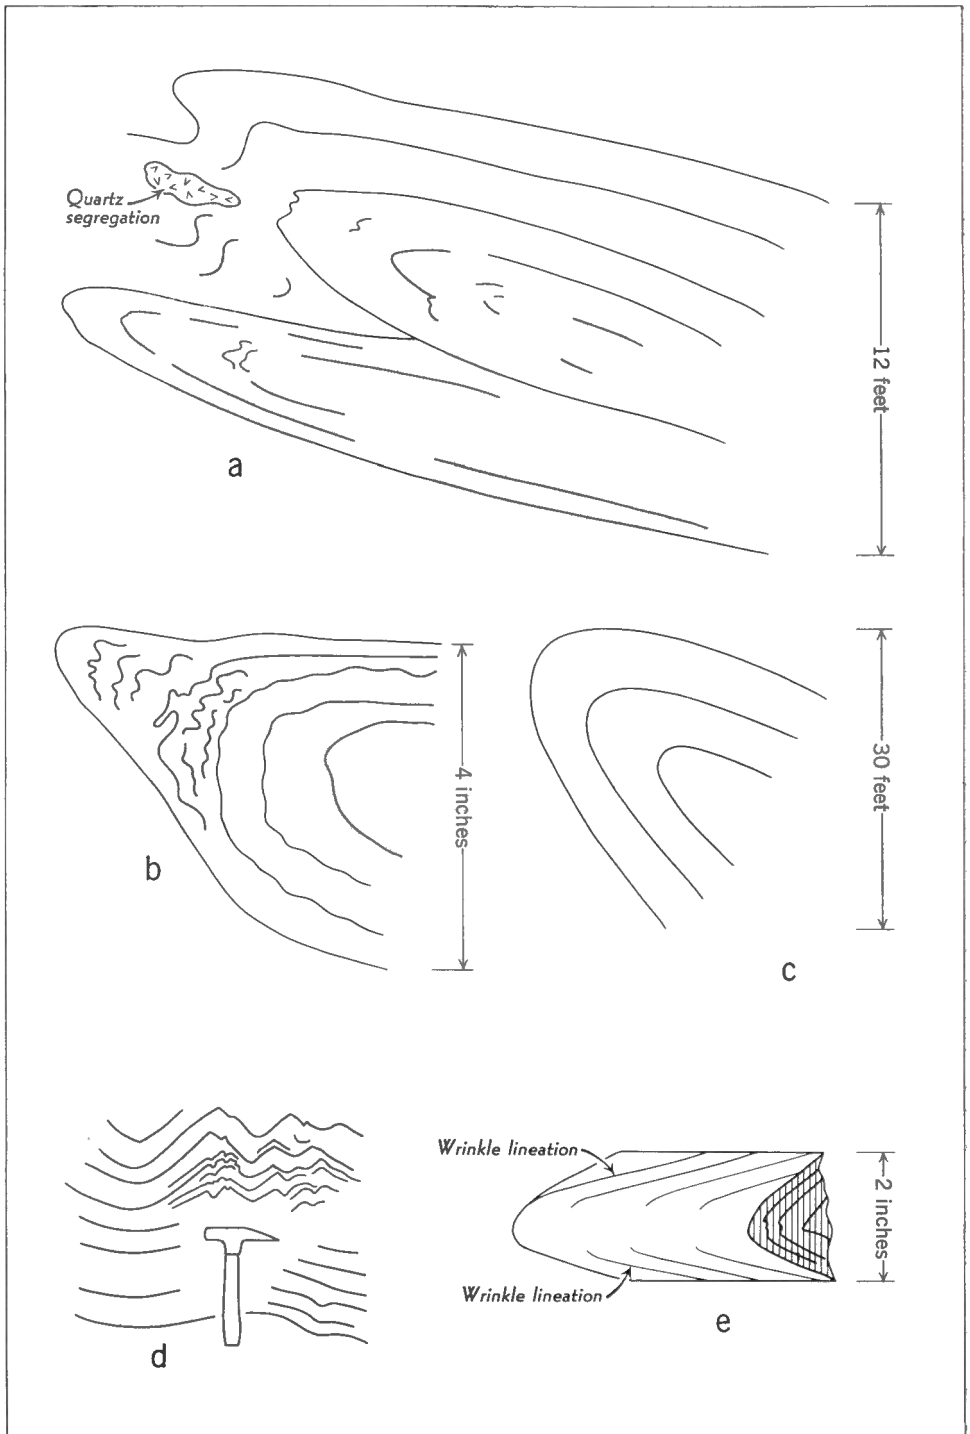 Quartz
segregation
12 feet
a
4 inches
b
30 feet
c
d
Wrinkle lineation
2 inches
Wrinkle lineation
e